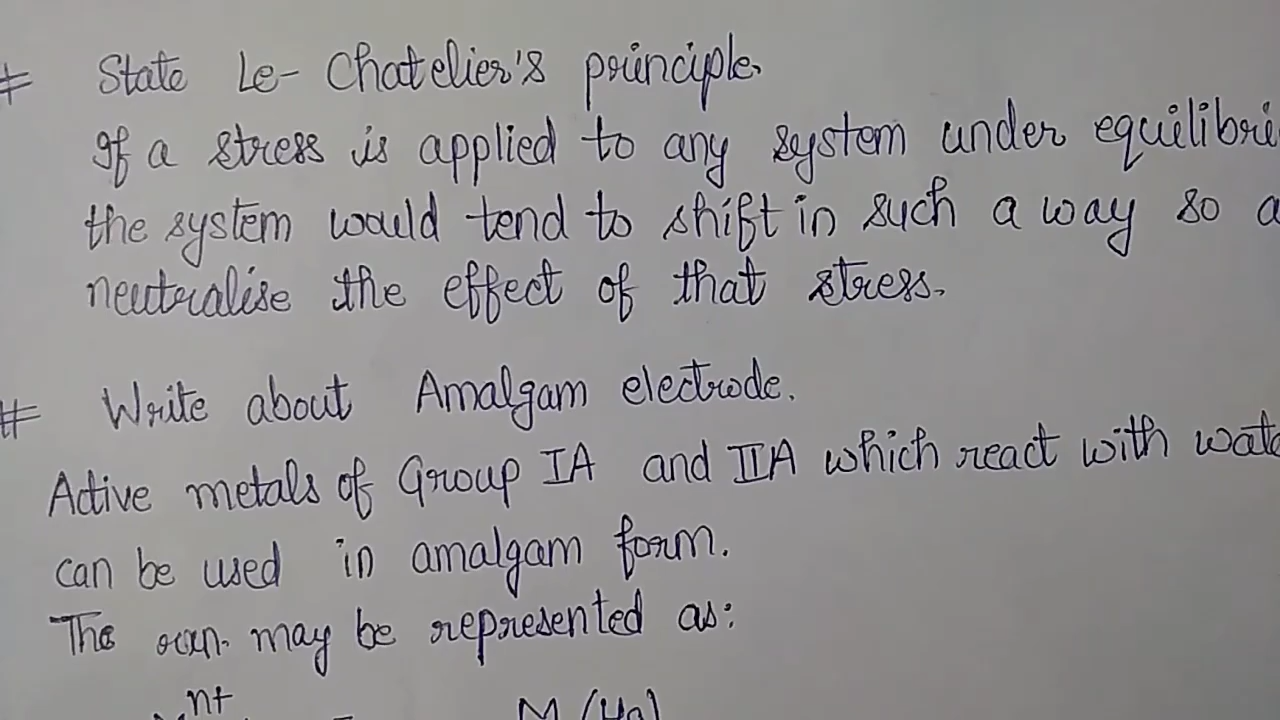 # State Le- Chatelier's principle.
If a stress is applied to any system under equilibri
the system would tend to shift in such a way so a
neutralise the effect of that stress.
# Write about Amalgam electrode.
Active metals of Group IA and IIA which react with wate
can be used in amalgam form.
The rxn. may be represented as:
n+ M (Hg)